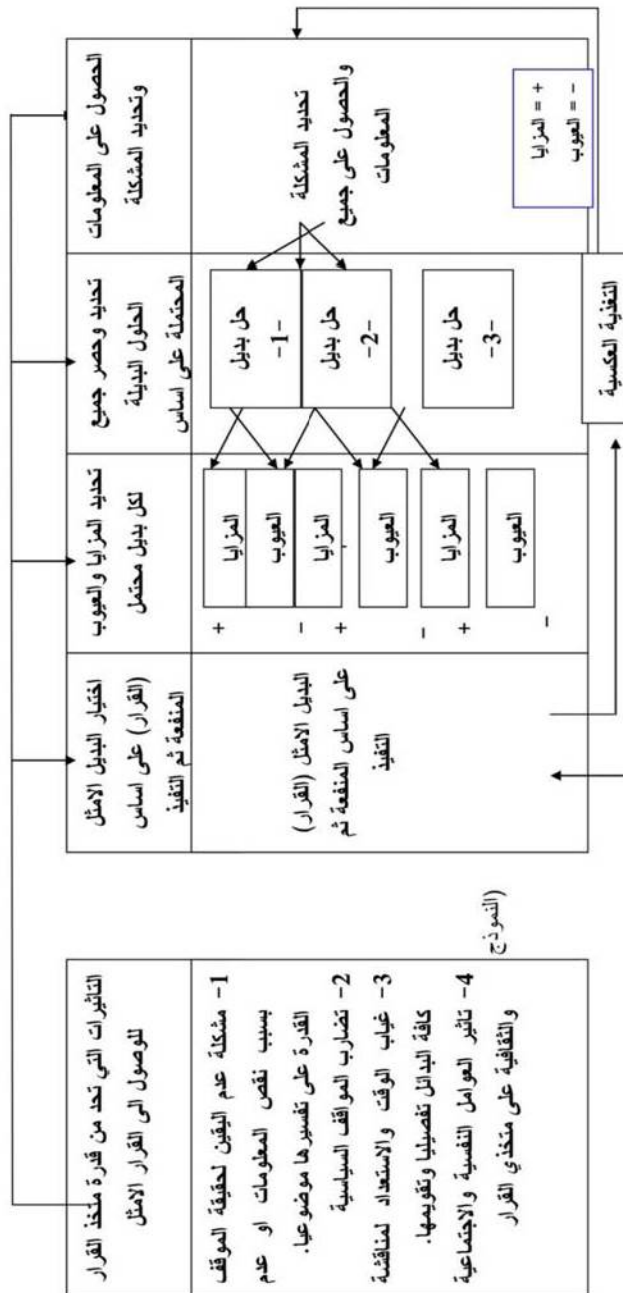 الحصول على المعلومات
وتحديد المشكلة
تحديد المشكلة
والحصول على جميع
المعلومات
+ = المزايا
- = العيوب
تحديد وحصر جميع
الحلول البديلة
المحتملة على اساس
حل بديل
-1-
حل بديل
-2-
حل بديل
-3-
التغذية العكسية
تحديد المزايا والعيوب
لكل بديل محتمل
المزايا
العيوب
المزايا
العيوب
المزايا
العيوب
+
-
+
-
+
-
اختيار البديل الامثل
(القرار) على اساس
المنفعة ثم التفيذ
البديل الامثل (القرار)
على اساس المنفعة ثم
التفيذ
(النموذج
التاثيرات التي تحد من قدرة متخذ القرار
للوصول الى القرار الامثل
1- مشكلة عدم اليقين لحقيقة الموقف
بسبب نقص المعلومات او عدم
القدرة على تفسيرها موضوعيا.
2- تضارب المواقف السياسية
3- غياب الوقت والاستعداد لمناقشة
كافة البدائل تفصيليا وتقويمها.
4- تاثير العوامل النفسية والاجتماعية
والثقافية على متخذي القرار